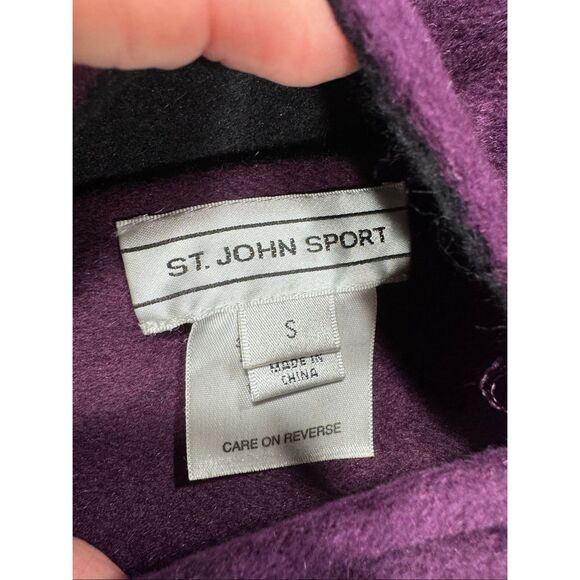 ST. JOHN SPORT
S
MADE IN
CHINA
CARE ON REVERSE